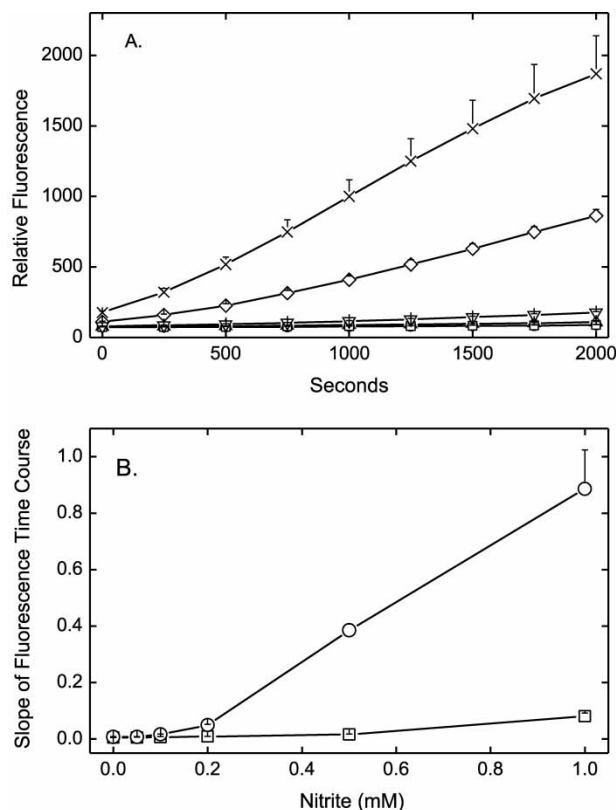 A.
2000
1500
1000
500
0
Relative Fluorescence
0 500 1000 1500 2000
Seconds
B.
1.0
0.8
0.6
0.4
0.2
0.0
Slope of Fluorescence Time Course
0.0 0.2 0.4 0.6 0.8 1.0
Nitrite (mM)